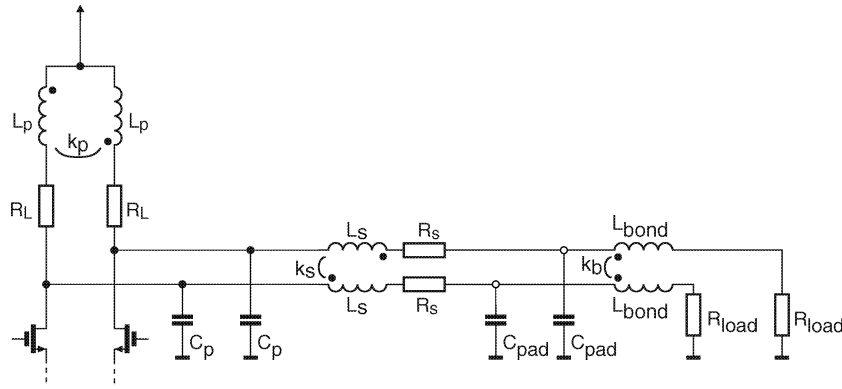 Lp Lp
kp
RL RL
Ls Rs Lbond
ks kb
Ls Rs Lbond
Cp Cp Cpad Cpad Rload Rload